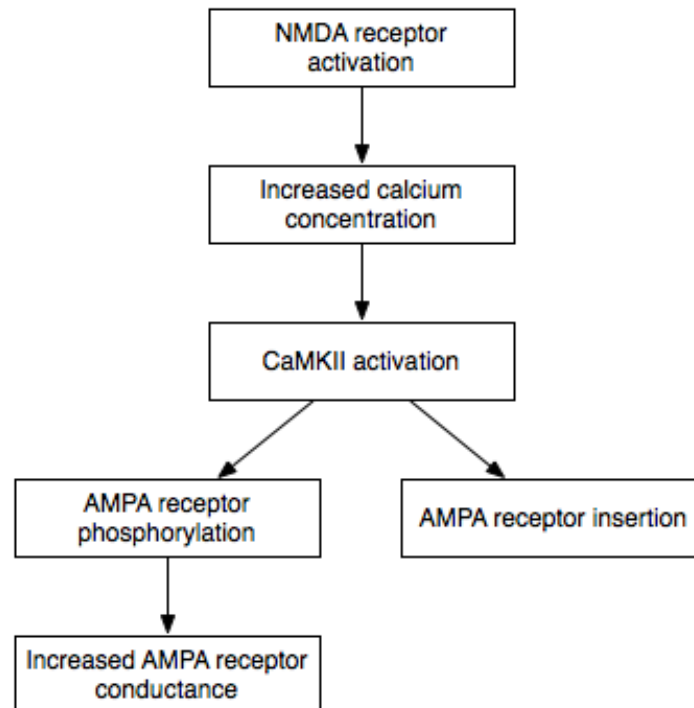 NMDA receptor
activation
Increased calcium
concentration
CaMKII activation
AMPA receptor
phosphorylation
AMPA receptor insertion
Increased AMPA receptor
conductance